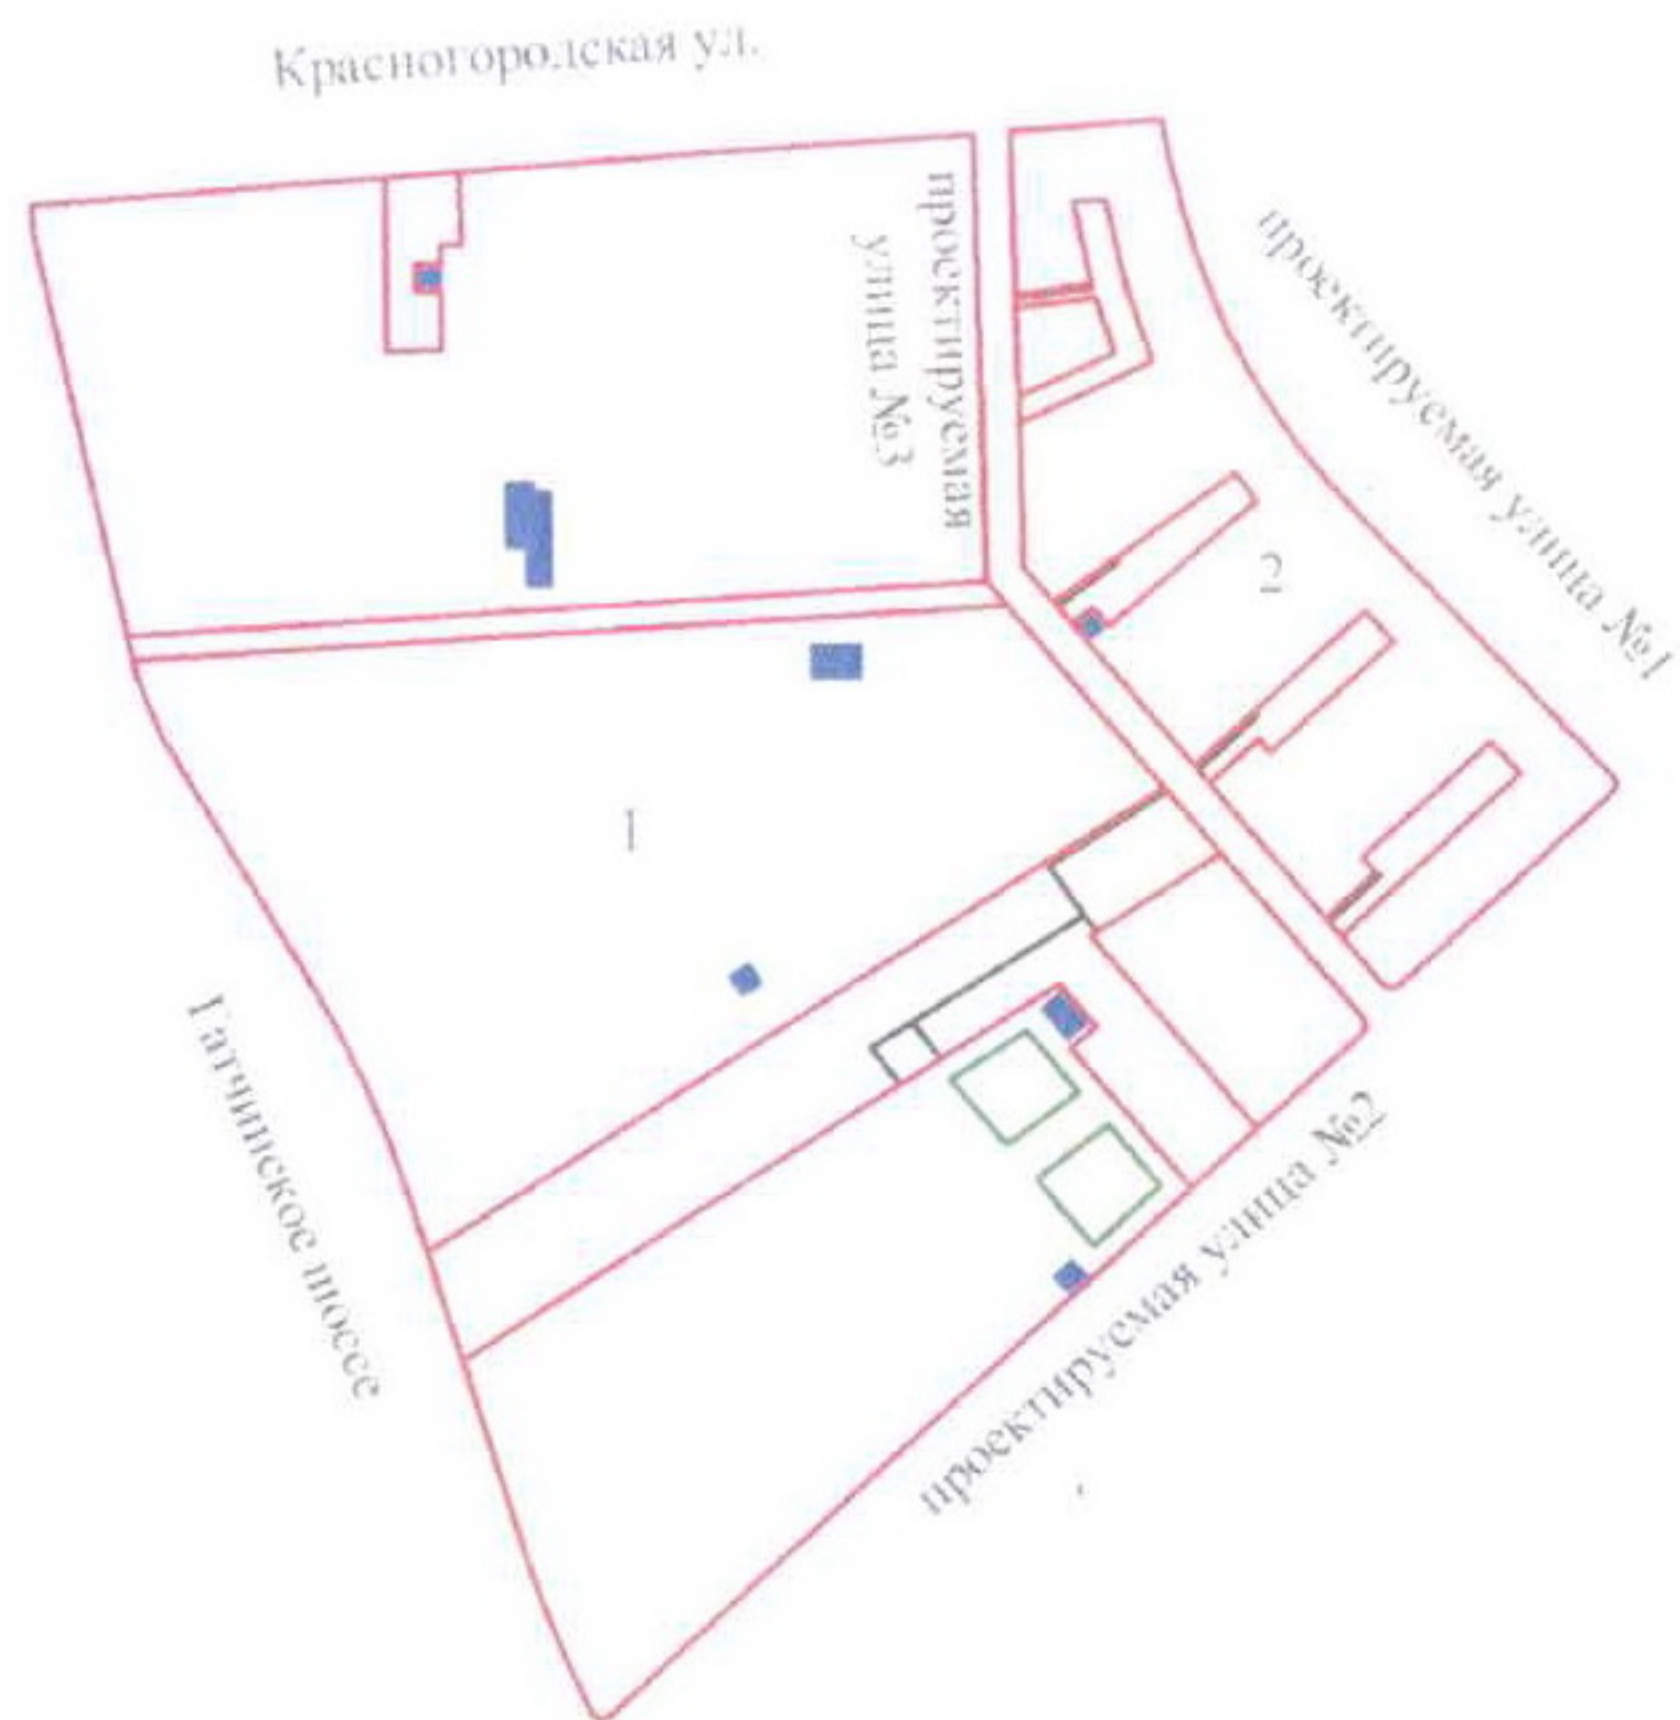 Красногородская ул.
проектируемая
улица №3
проектируемая улица №1
2
1
Гатчинское шоссе
проектируемая улица №2